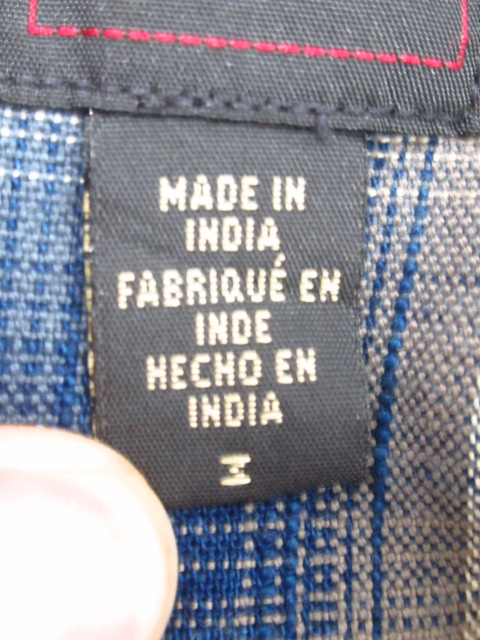 MADE IN
INDIA
FABRIQUÉ EN
INDE
HECHO EN
INDIA